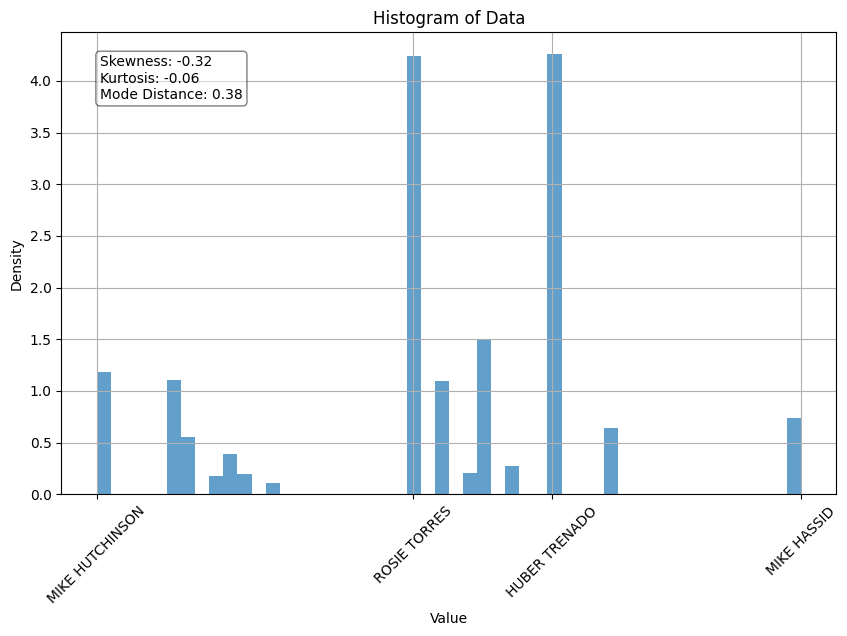 Histogram of Data
Skewness: -0.32
Kurtosis: -0.06
Mode Distance: 0.38
Density
4.0
3.5
3.0
2.5
2.0
1.5
1.0
0.5
0.0
MIKE HUTCHINSON
ROSIE TORRES
HUBER TRENADO
MIKE HASSID
Value